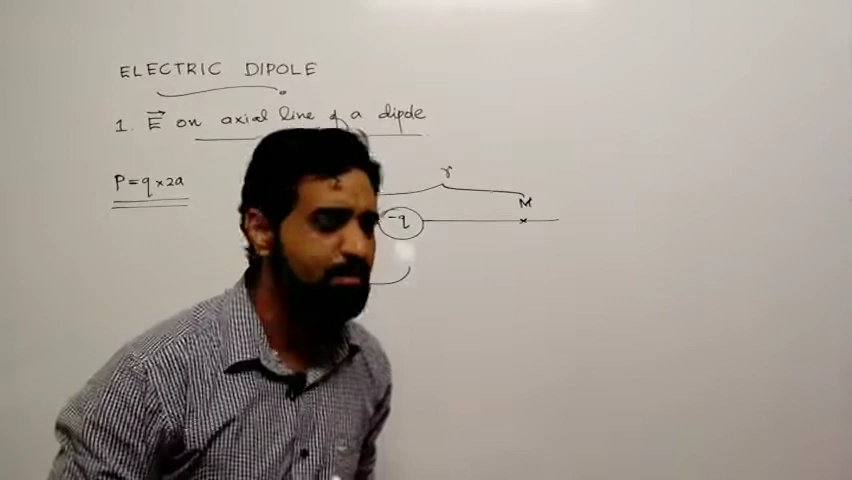 ELECTRIC DIPOLE
1. E⃗ on axial line of a dipole
P = q × 2a
r
M
-q